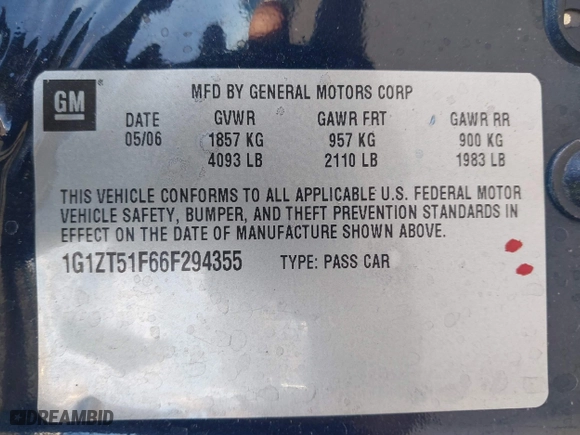 GM
MFD BY GENERAL MOTORS CORP
DATE GVWR GAWR FRT GAWR RR
05/06 1857 KG 957 KG 900 KG
4093 LB 2110 LB 1983 LB
THIS VEHICLE CONFORMS TO ALL APPLICABLE U.S. FEDERAL MOTOR
VEHICLE SAFETY, BUMPER, AND THEFT PREVENTION STANDARDS IN
EFFECT ON THE DATE OF MANUFACTURE SHOWN ABOVE.
1G1ZT51F66F294355 TYPE: PASS CAR
DREAMBID